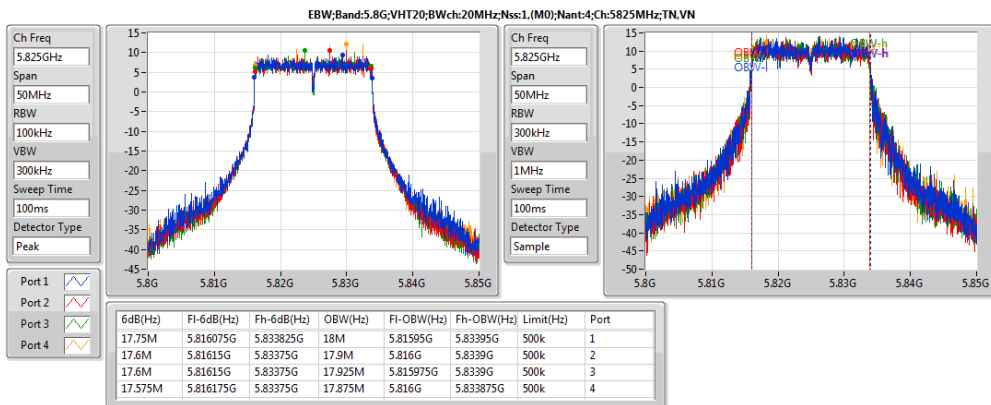 EBW;Band:5.8G;VHT20;BWch:20MHz;Nss:1,(M0);Nant:4;Ch:5825MHz;TN,VN
Ch Freq
5.825GHz
Span
50MHz
RBW
100kHz
VBW
300kHz
Sweep Time
100ms
Detector Type
Peak
15
10
5
0
-5
-10
-15
-20
-25
-30
-35
-40
-45
5.8G 5.81G 5.82G 5.83G 5.84G 5.85G
Ch Freq
5.825GHz
Span
50MHz
RBW
300kHz
VBW
1MHz
Sweep Time
100ms
Detector Type
Sample
15
10
5
0
-5
-10
-15
-20
-25
-30
-35
-40
-45
-50
OBW-l
5.8G 5.81G 5.82G 5.83G 5.84G 5.85G
Port 1
Port 2
Port 3
Port 4
6dB(Hz) Fl-6dB(Hz) Fh-6dB(Hz) OBW(Hz) Fl-OBW(Hz) Fh-OBW(Hz) Limit(Hz) Port
17.75M 5.816075G 5.833825G 18M 5.81595G 5.83395G 500k 1
17.6M 5.81615G 5.83375G 17.9M 5.816G 5.8339G 500k 2
17.6M 5.81615G 5.83375G 17.925M 5.815975G 5.8339G 500k 3
17.575M 5.816175G 5.83375G 17.875M 5.816G 5.833875G 500k 4